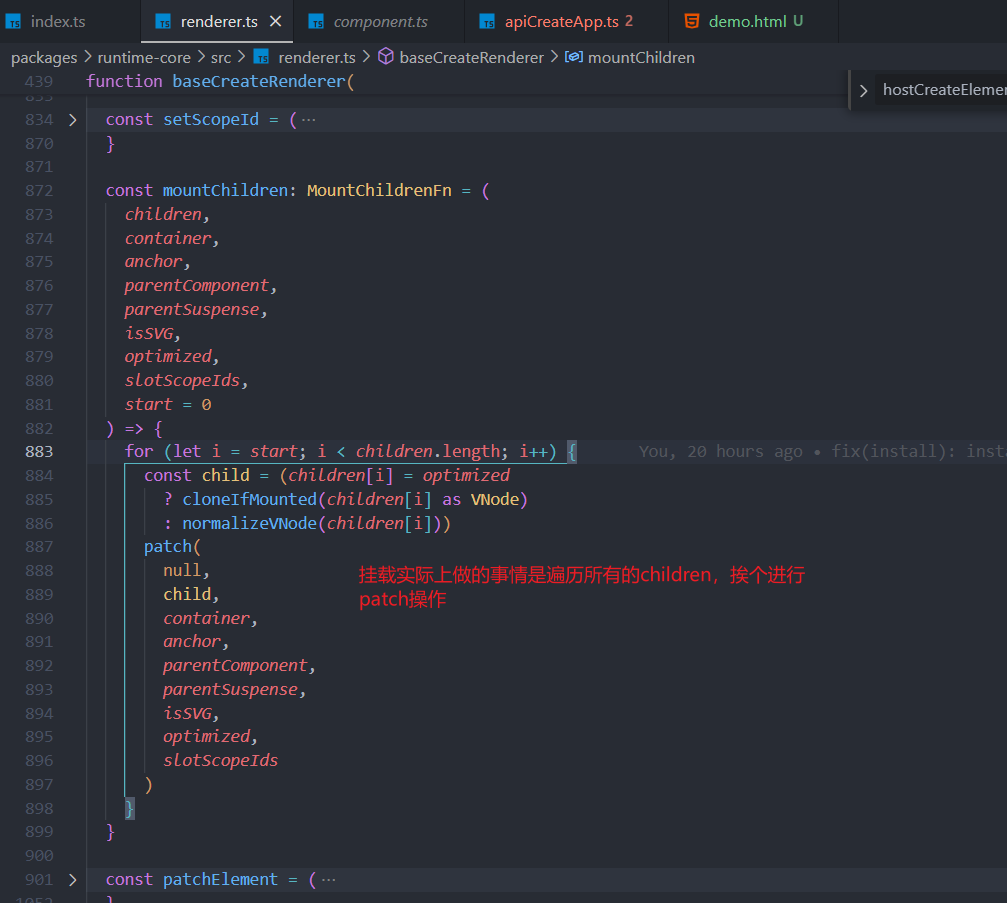 index.ts renderer.ts component.ts apiCreateApp.ts 2 demo.html U
packages > runtime-core > src > renderer.ts > baseCreateRenderer > mountChildren
439 function baseCreateRenderer(
hostCreateElemen
834 const setScopeId = ( ···
870 }
871
872 const mountChildren: MountChildrenFn = (
873 children,
874 container,
875 anchor,
876 parentComponent,
877 parentSuspense,
878 isSVG,
879 optimized,
880 slotScopeIds,
881 start = 0
882 ) => {
883 for (let i = start; i < children.length; i++) { You, 20 hours ago • fix(install): inst
884 const child = (children[i] = optimized
885 ? cloneIfMounted(children[i] as VNode)
886 : normalizeVNode(children[i]))
887 patch(
888 null,
889 child,
890 container,
891 anchor,
892 parentComponent,
893 parentSuspense,
894 isSVG,
895 optimized,
896 slotScopeIds
897 )
898 }
899 }
900
901 const patchElement = ( ···
挂载实际上做的事情是遍历所有的children，挨个进行
patch操作